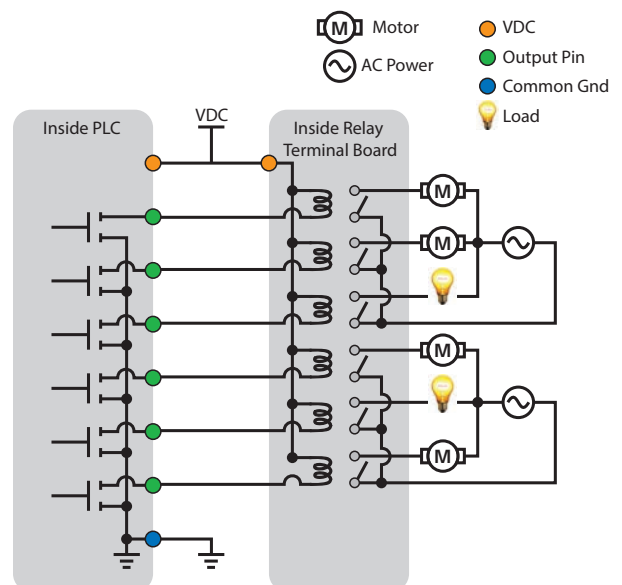 Motor
AC Power
VDC
Output Pin
Common Gnd
Load
Inside PLC
VDC
Inside Relay
Terminal Board
M
M
M
M